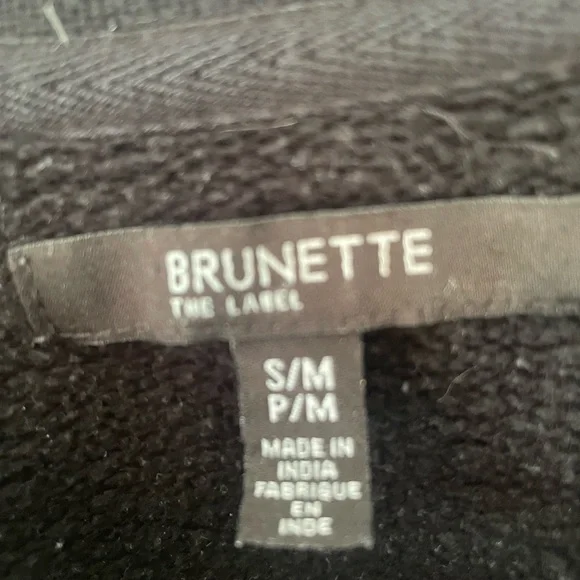 BRUNETTE
THE LABEL
S/M
P/M
MADE IN
INDIA
FABRIQUE
EN
INDE